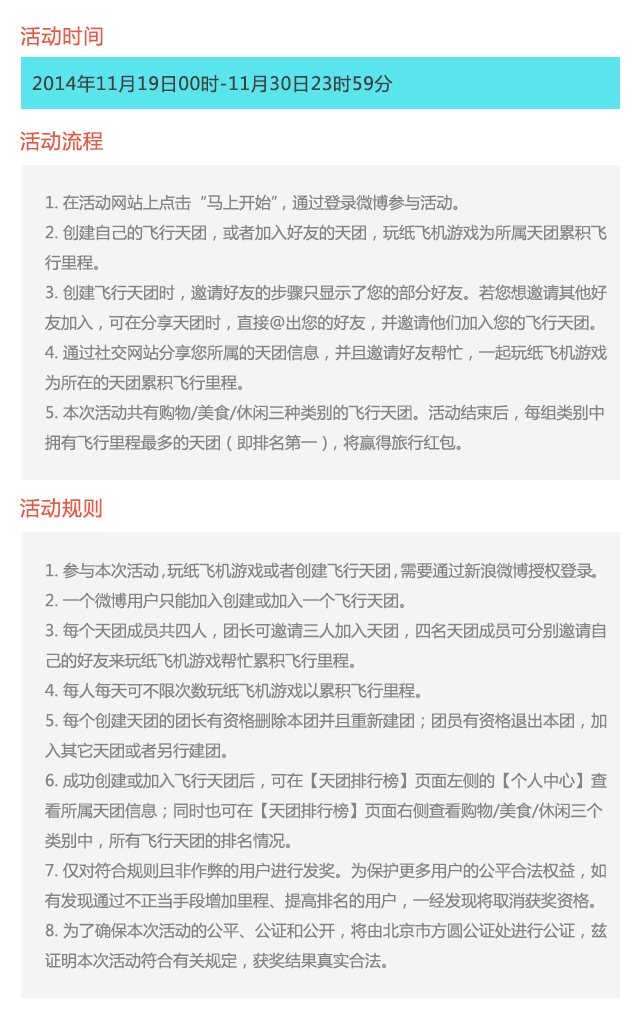 活动时间
2014年11月19日00时-11月30日23时59分
活动流程
1. 在活动网站上点击“马上开始”，通过登录微博参与活动。
2. 创建自己的飞行天团，或者加入好友的天团，玩纸飞机游戏为所属天团累积飞
行里程。
3. 创建飞行天团时，邀请好友的步骤只显示了您的部分好友。若您想邀请其他好
友加入，可在分享天团时，直接@出您的好友，并邀请他们加入您的飞行天团。
4. 通过社交网站分享您所属的天团信息，并且邀请好友帮忙，一起玩纸飞机游戏
为所在的天团累积飞行里程。
5. 本次活动共有购物/美食/休闲三种类别的飞行天团。活动结束后，每组类别中
拥有飞行里程最多的天团（即排名第一），将赢得旅行红包。
活动规则
1. 参与本次活动，玩纸飞机游戏或者创建飞行天团，需要通过新浪微博授权登录。
2. 一个微博用户只能加入创建或加入一个飞行天团。
3. 每个天团成员共四人，团长可邀请三人加入天团，四名天团成员可分别邀请自
己的好友来玩纸飞机游戏帮忙累积飞行里程。
4. 每人每天可不限次数玩纸飞机游戏以累积飞行里程。
5. 每个创建天团的团长有资格删除本团并且重新建团；团员有资格退出本团，加
入其它天团或者另行建团。
6. 成功创建或加入飞行天团后，可在【天团排行榜】页面左侧的【个人中心】查
看所属天团信息；同时也可在【天团排行榜】页面右侧查看购物/美食/休闲三个
类别中，所有飞行天团的排名情况。
7. 仅对符合规则且非作弊的用户进行发奖。为保护更多用户的公平合法权益，如
有发现通过不正当手段增加里程、提高排名的用户，一经发现将取消获奖资格。
8. 为了确保本次活动的公平、公证和公开，将由北京市方圆公证处进行公证，兹
证明本次活动符合有关规定，获奖结果真实合法。